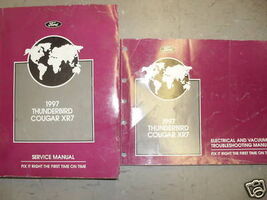 Ford
1997
THUNDERBIRD
COUGAR XR7
SERVICE MANUAL
FIX IT RIGHT THE FIRST TIME ON TIME
Ford
1997
THUNDERBIRD
COUGAR XR7
ELECTRICAL AND VACUUM
TROUBLESHOOTING MANUAL
FIX IT RIGHT THE FIRST TIME ON TIME